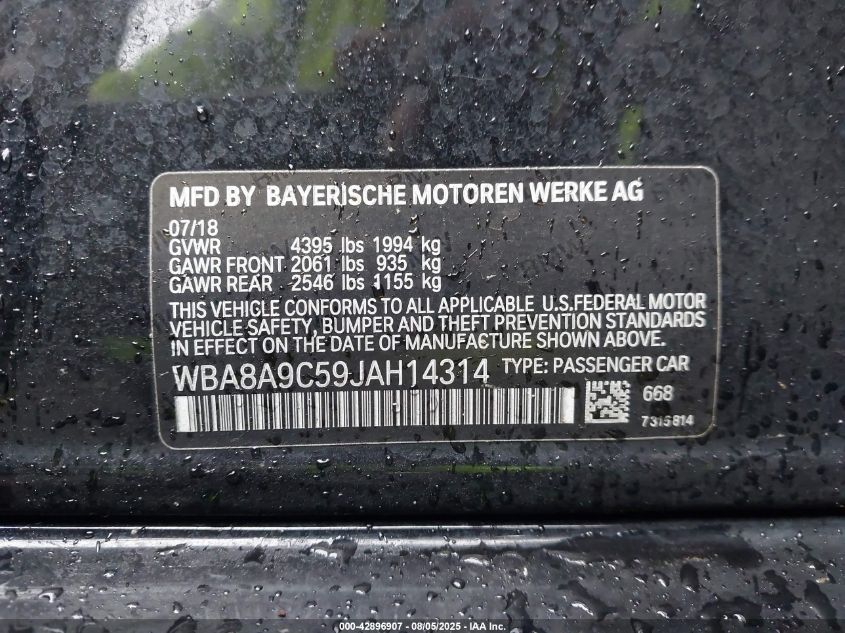 MFD BY BAYERISCHE MOTOREN WERKE AG
07/18
GVWR 4395 lbs 1994 kg
GAWR FRONT 2061 lbs 935 kg
GAWR REAR 2546 lbs 1155 kg
THIS VEHICLE CONFORMS TO ALL APPLICABLE U.S.FEDERAL MOTOR
VEHICLE SAFETY, BUMPER AND THEFT PREVENTION STANDARDS
IN EFFECT ON THE DATE OF MANUFACTURE SHOWN ABOVE.
WBA8A9C59JAH14314 TYPE: PASSENGER CAR
668
7315814
000-42896907 - 08/05/2025 - IAA Inc.